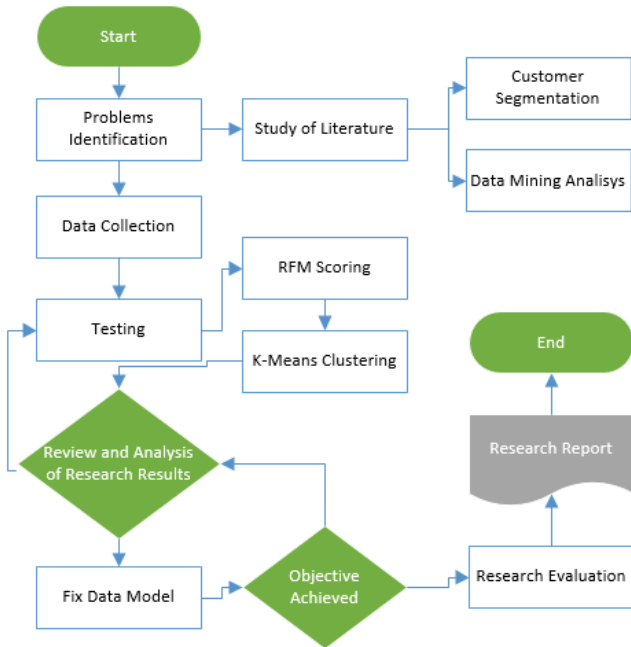 Start
Problems
Identification
Study of Literature
Customer
Segmentation
Data Mining Analisys
Data Collection
RFM Scoring
Testing
K-Means Clustering
End
Review and Analysis
of Research Results
Research Report
Fix Data Model
Objective
Achieved
Research Evaluation